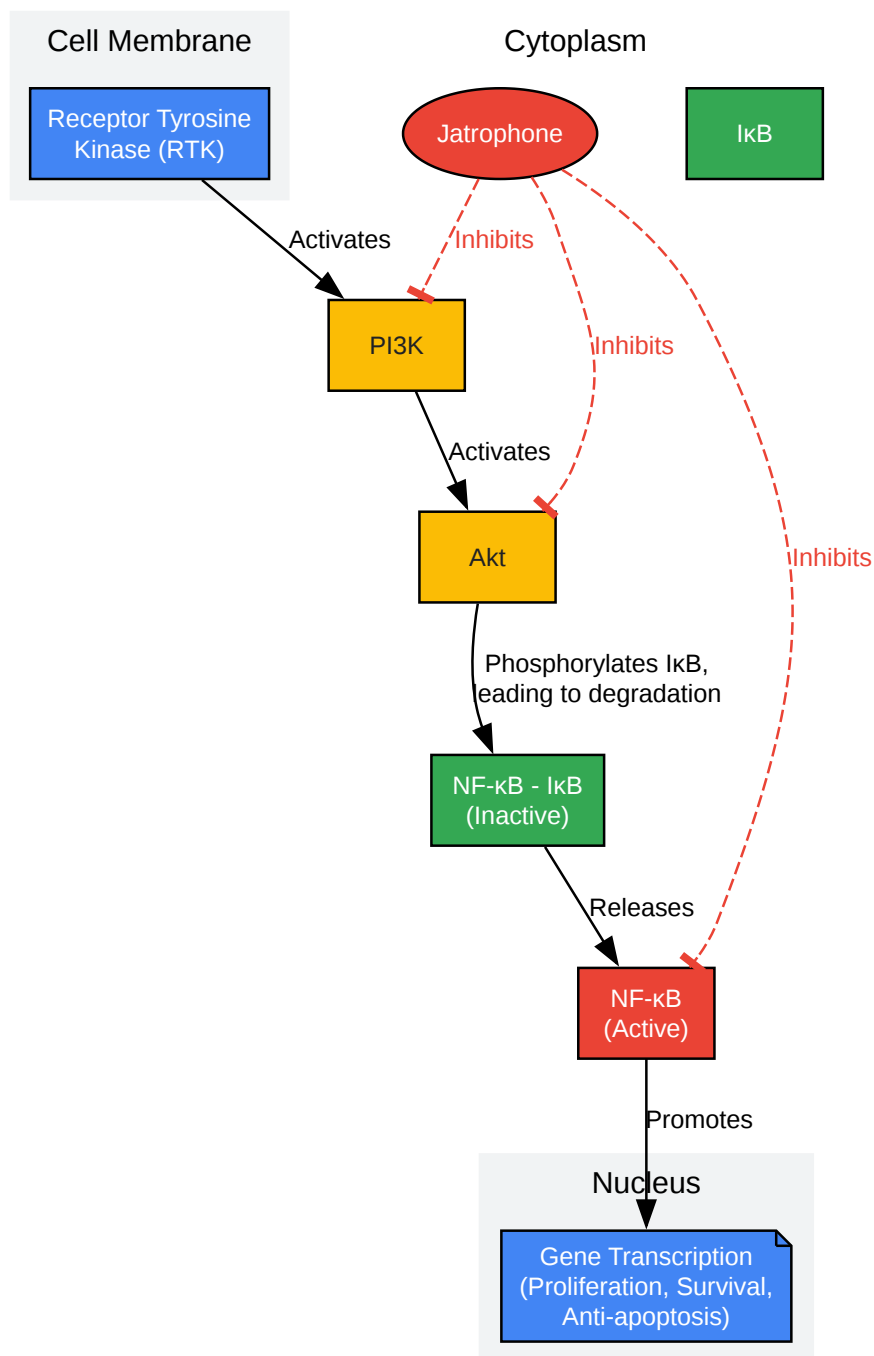 Cell Membrane
Cytoplasm
Receptor Tyrosine
Kinase (RTK)
Jatrophone
IκB
Activates
Inhibits
PI3K
Inhibits
Activates
Akt
Inhibits
Phosphorylates IκB,
leading to degradation
NF-κB - IκB
(Inactive)
Releases
NF-κB
(Active)
Promotes
Nucleus
Gene Transcription
(Proliferation, Survival,
Anti-apoptosis)